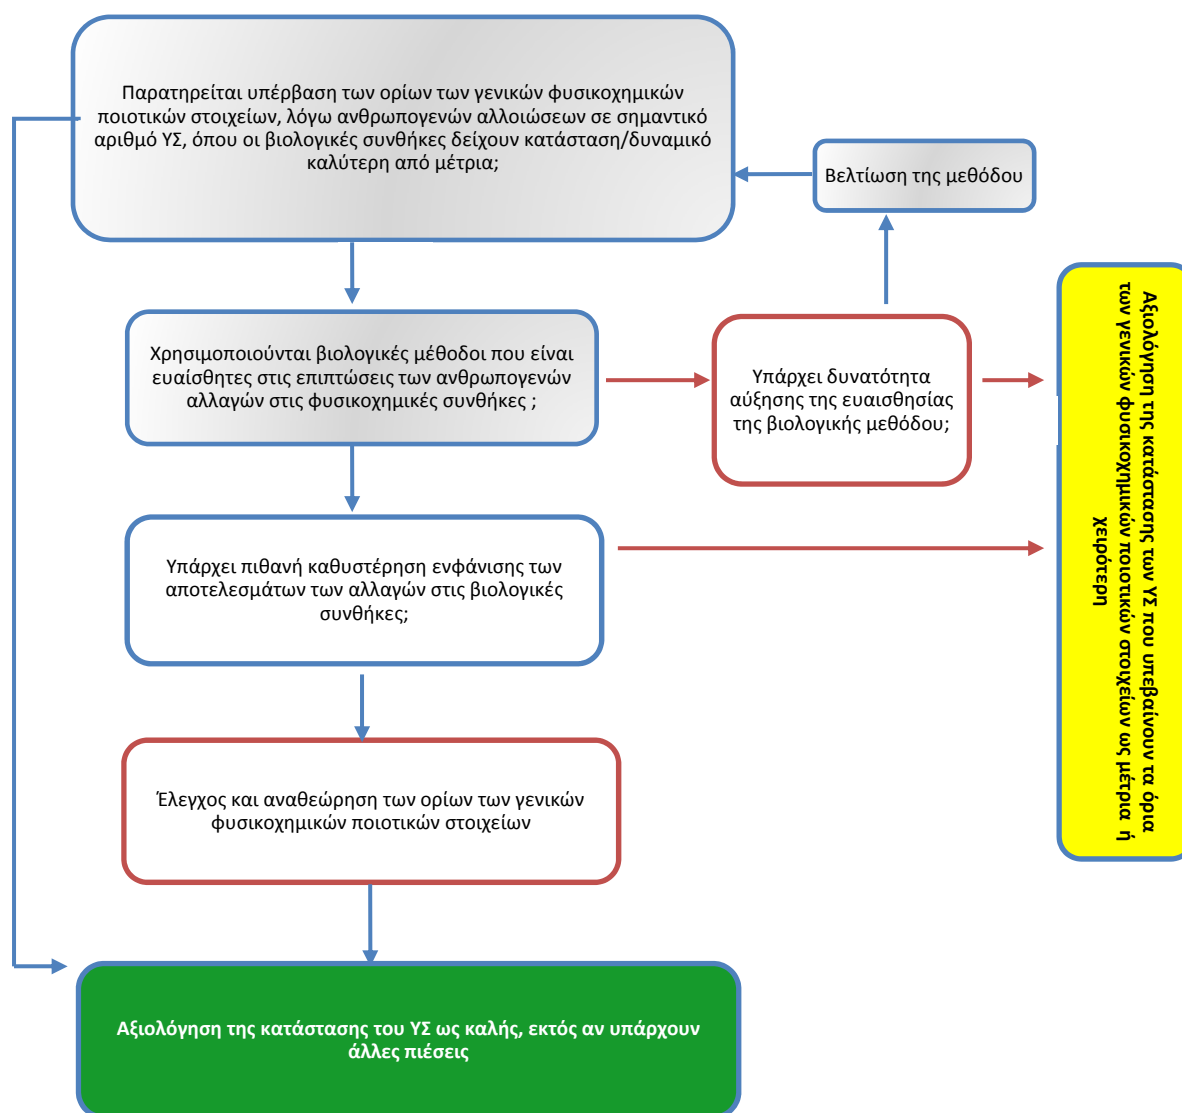 Παρατηρείται υπέρβαση των ορίων των γενικών φυσικοχημικών
ποιοτικών στοιχείων, λόγω ανθρωπογενών αλλοιώσεων σε σημαντικό
αριθμό ΥΣ, όπου οι βιολογικές συνθήκες δείχουν κατάσταση/δυναμικό
καλύτερη από μέτρια;
Βελτίωση της μεθόδου
Χρησιμοποιούνται βιολογικές μέθοδοι που είναι
ευαίσθητες στις επιπτώσεις των ανθρωπογενών
αλλαγών στις φυσικοχημικές συνθήκες ;
Υπάρχει δυνατότητα
αύξησης της ευαισθησίας
της βιολογικής μεθόδου;
Αξιολόγηση της κατάστασης των ΥΣ που υπεβαίνουν τα όρια
των γενικών φυσικοχημικών ποιοτικών στοιχείων ως μέτρια ή
χειρότερη
Υπάρχει πιθανή καθυστέρηση ενφάνισης των
αποτελεσμάτων των αλλαγών στις βιολογικές
συνθήκες;
Έλεγχος και αναθεώρηση των ορίων των γενικών
φυσικοχημικών ποιοτικών στοιχείων
Αξιολόγηση της κατάστασης του ΥΣ ως καλής, εκτός αν υπάρχουν
άλλες πιέσεις